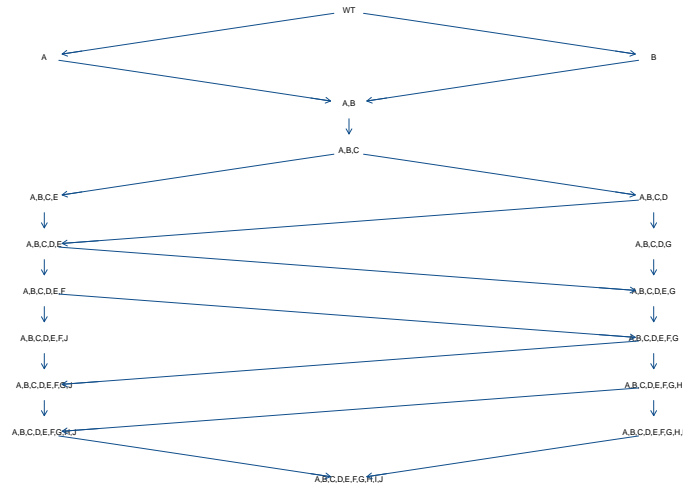 WT
A
B
A,B
A,B,C
A,B,C,E
A,B,C,D
A,B,C,D,E
A,B,C,D,G
A,B,C,D,E,F
A,B,C,D,E,G
A,B,C,D,E,F,J
A,B,C,D,E,F,G
A,B,C,D,E,F,G,J
A,B,C,D,E,F,G,H
A,B,C,D,E,F,G,H,J
A,B,C,D,E,F,G,H,
A,B,C,D,E,F,G,H,I,J